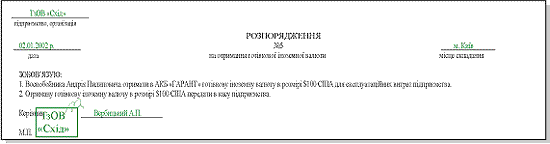 ТзОВ «Схід»
підприємство, організація
РОЗПОРЯДЖЕННЯ
02.01.2002 р. №5 м. Київ
дата на отримання готівкової іноземної валюти місце складання
ЗОБОВ'ЯЗУЮ:
1. Воскобойника Андрія Пилиповича отримати в АКБ «ГАРАНТ» готівкову іноземну валюту в розмірі $100 США для експлуатаційних витрат підприємства.
2. Отриману готівкову іноземну валюту в розмірі $100 США передати в касу підприємства.
Керівник Вербицький А.П.
М.П. ТзОВ «Схід»